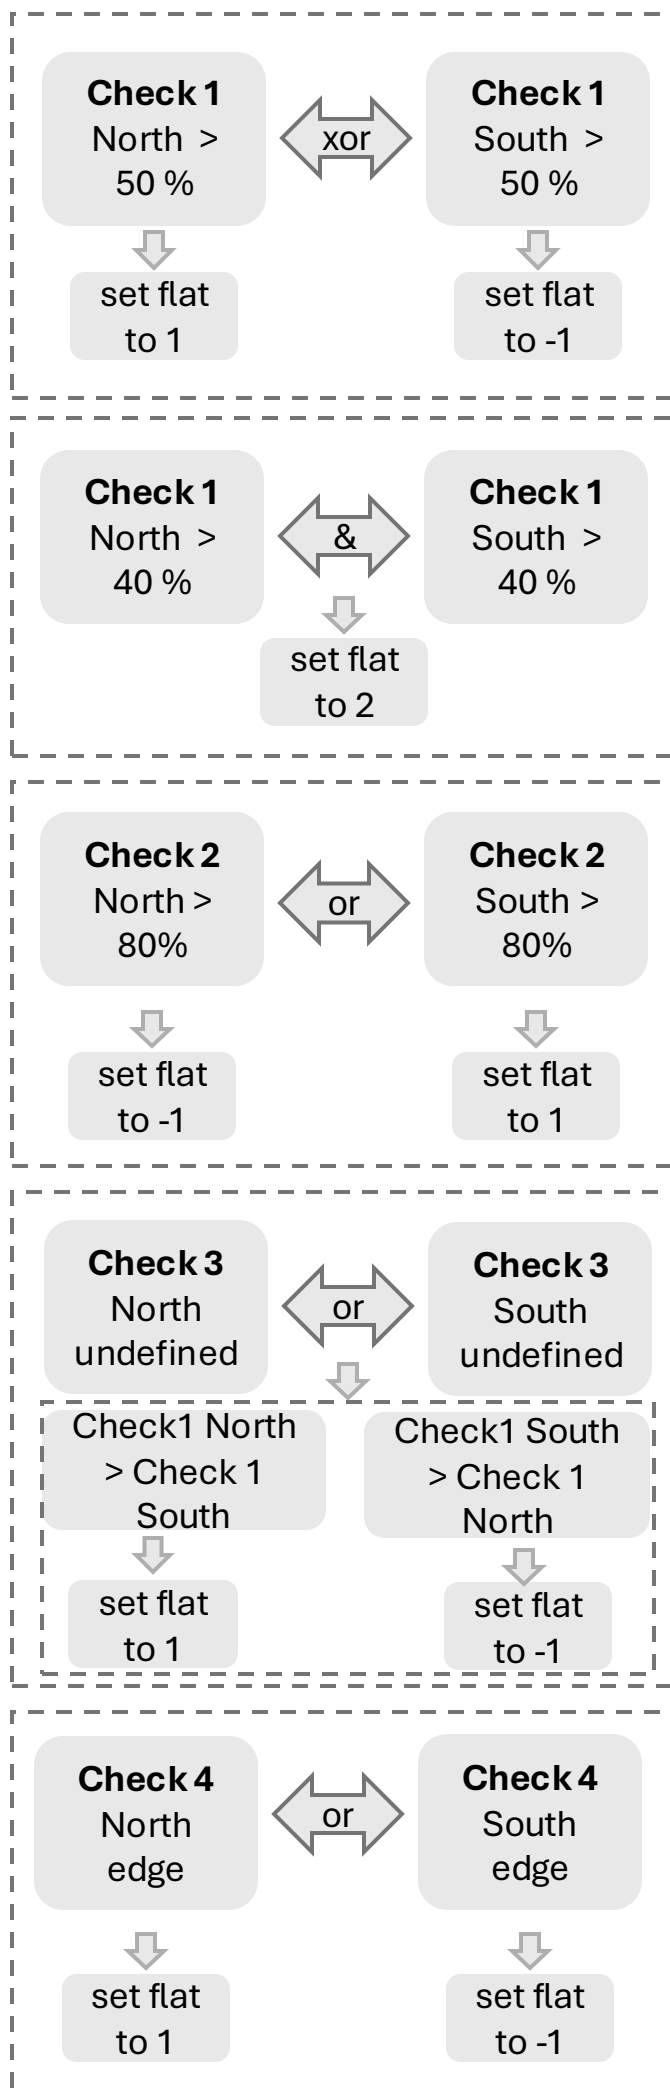 Check 1
North >
50 %
xor
Check 1
South >
50 %
set flat
to 1
set flat
to -1
Check 1
North >
40 %
&
Check 1
South >
40 %
set flat
to 2
Check 2
North >
80%
or
Check 2
South >
80%
set flat
to -1
set flat
to 1
Check 3
North
undefined
or
Check 3
South
undefined
Check1 North
> Check 1
South
Check1 South
> Check 1
North
set flat
to 1
set flat
to -1
Check 4
North
edge
or
Check 4
South
edge
set flat
to 1
set flat
to -1